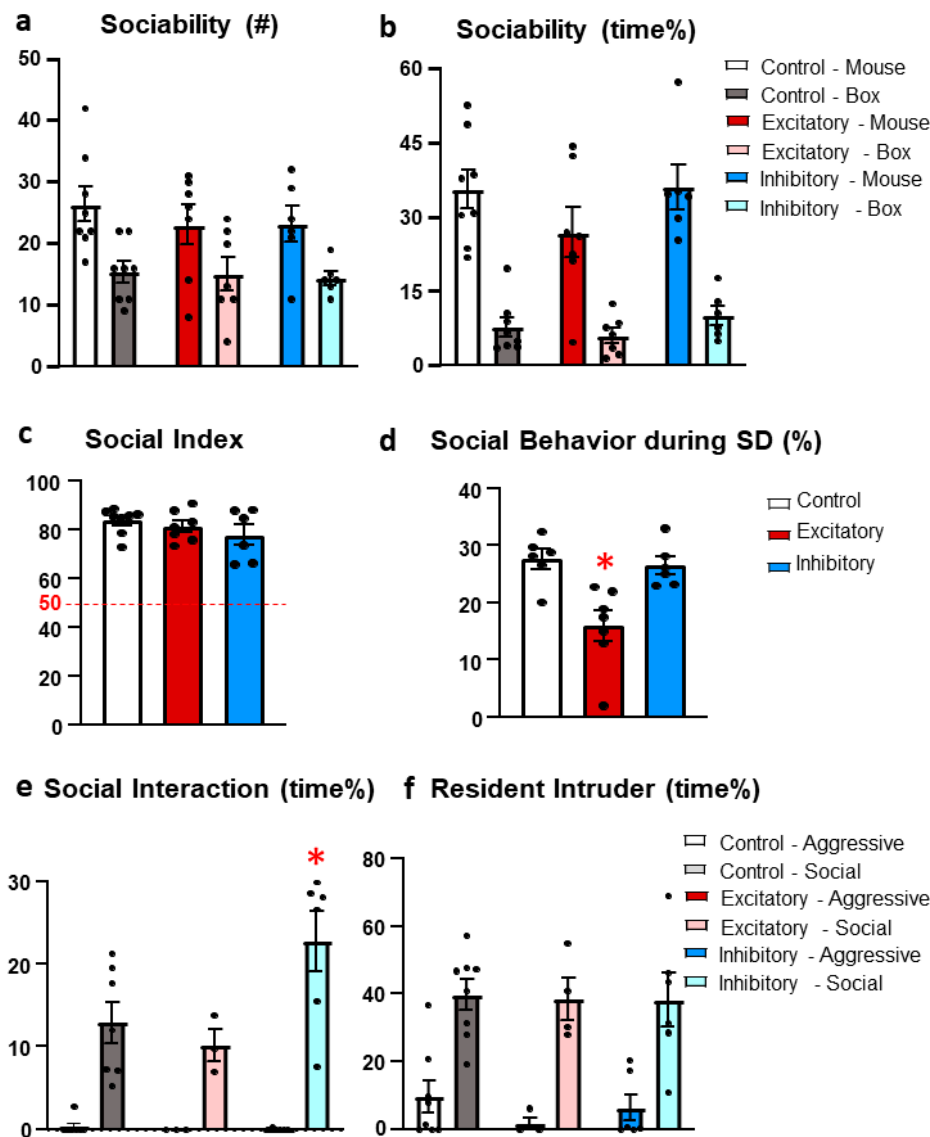 a Sociability (#)
50
40
30
20
10
0
b Sociability (time%)
60
45
30
15
0
Control - Mouse
Control - Box
Excitatory - Mouse
Excitatory - Box
Inhibitory - Mouse
Inhibitory - Box
c Social Index
100
80
60
50
40
20
0
d Social Behavior during SD (%)
40
30
20
10
0
*
Control
Excitatory
Inhibitory
e Social Interaction (time%)
30
20
10
0
*
f Resident Intruder (time%)
80
60
40
20
0
Control - Aggressive
Control - Social
Excitatory - Aggressive
Excitatory - Social
Inhibitory - Aggressive
Inhibitory - Social